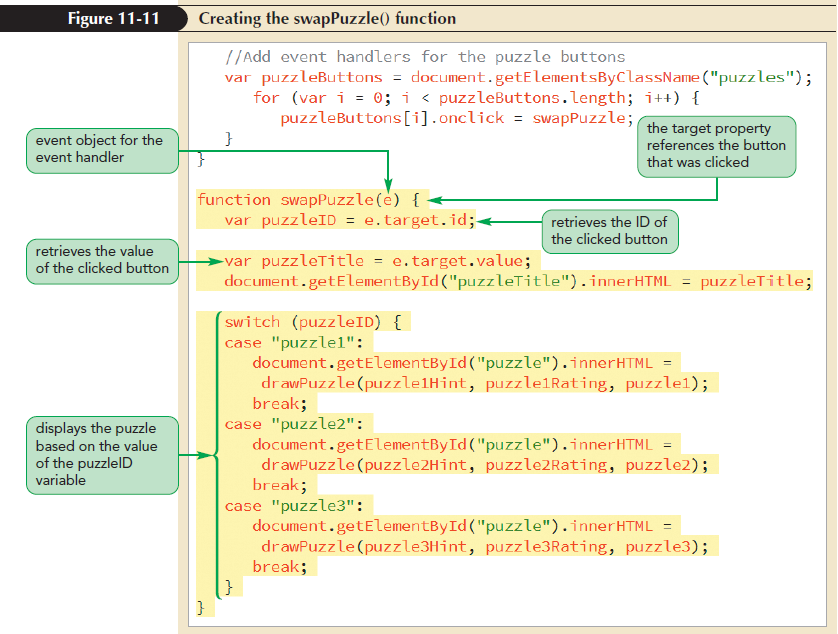 Figure 11-11
Creating the swapPuzzle() function
//Add event handlers for the puzzle buttons
var puzzleButtons = document.getElementsByClassName("puzzles");
for (var i = 0; i < puzzleButtons.length; i++) {
puzzleButtons[i].onclick = swapPuzzle;
}
}
event object for the
event handler
the target property
references the button
that was clicked
function swapPuzzle(e) {
var puzzleID = e.target.id;
retrieves the ID of
the clicked button
retrieves the value
of the clicked button
var puzzleTitle = e.target.value;
document.getElementById("puzzleTitle").innerHTML = puzzleTitle;
switch (puzzleID) {
case "puzzle1":
document.getElementById("puzzle").innerHTML =
drawPuzzle(puzzle1Hint, puzzle1Rating, puzzle1);
break;
case "puzzle2":
document.getElementById("puzzle").innerHTML =
drawPuzzle(puzzle2Hint, puzzle2Rating, puzzle2);
break;
case "puzzle3":
document.getElementById("puzzle").innerHTML =
drawPuzzle(puzzle3Hint, puzzle3Rating, puzzle3);
break;
}
}
displays the puzzle
based on the value
of the puzzleID
variable